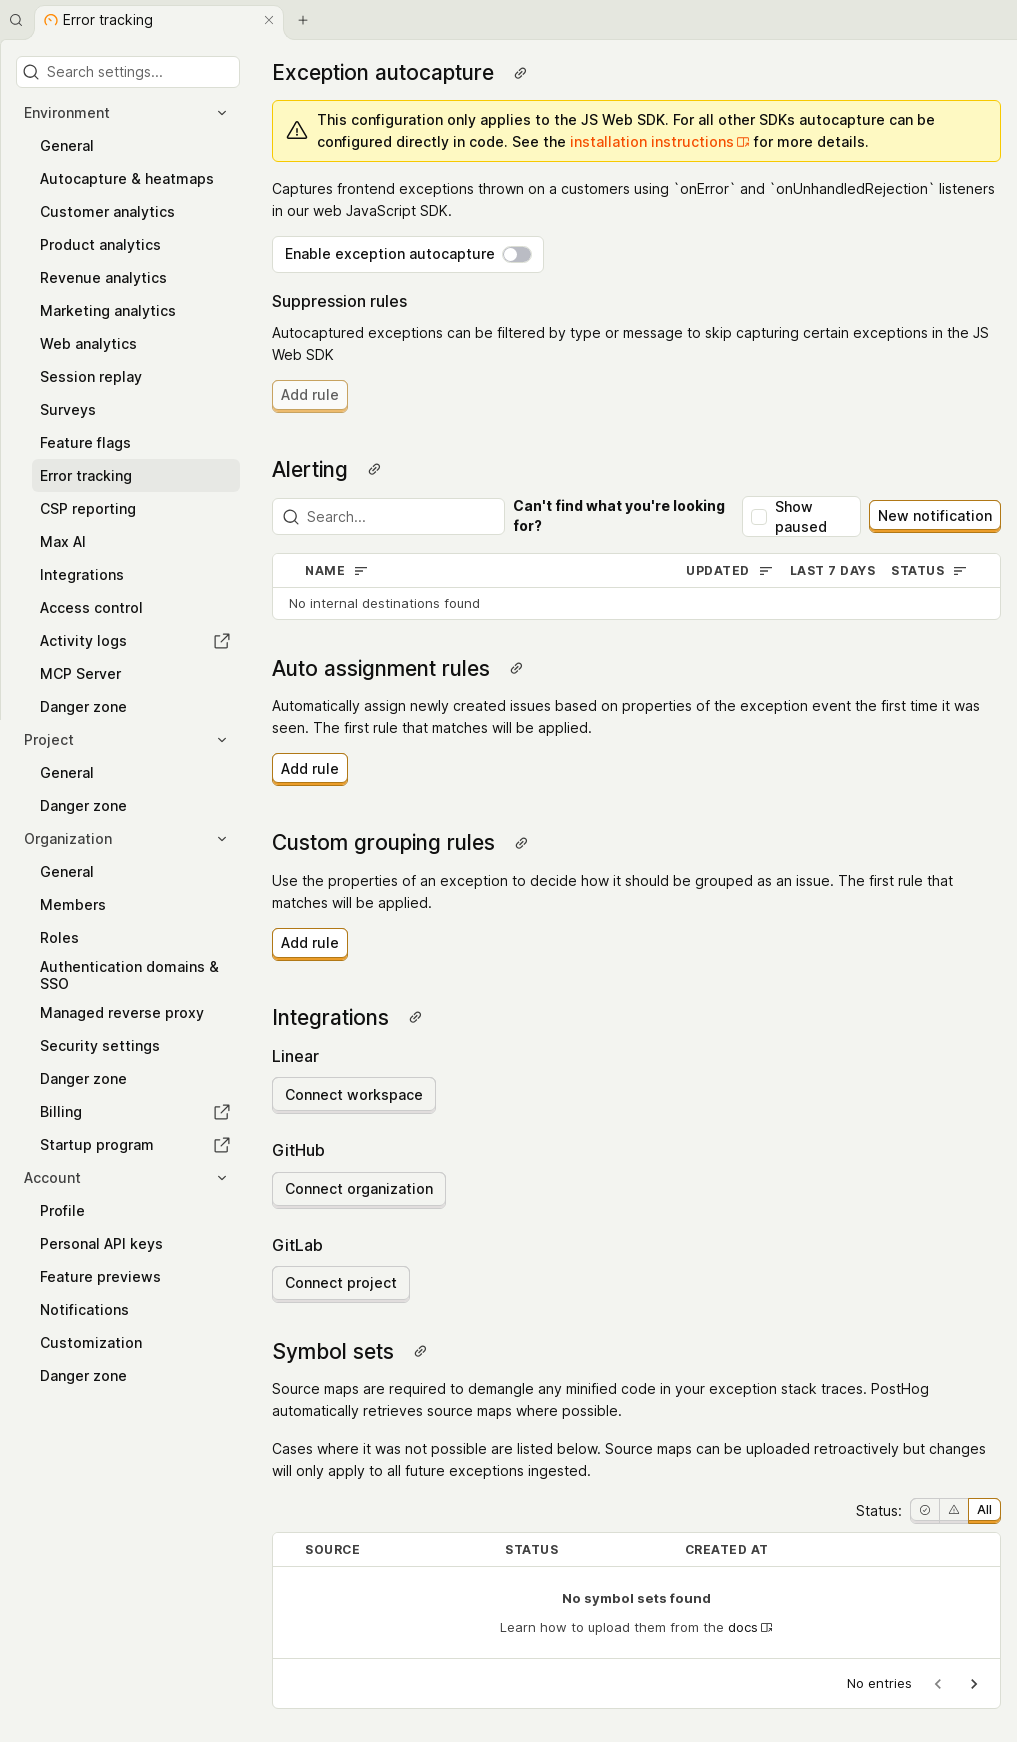 Error tracking
Search settings...
Environment
General
Autocapture & heatmaps
Customer analytics
Product analytics
Revenue analytics
Marketing analytics
Web analytics
Session replay
Surveys
Feature flags
Error tracking
CSP reporting
Max AI
Integrations
Access control
Activity logs
MCP Server
Danger zone
Project
General
Danger zone
Organization
General
Members
Roles
Authentication domains &
SSO
Managed reverse proxy
Security settings
Danger zone
Billing
Startup program
Account
Profile
Personal API keys
Feature previews
Notifications
Customization
Danger zone
Exception autocapture
This configuration only applies to the JS Web SDK. For all other SDKs autocapture can be
configured directly in code. See the installation instructions for more details.
Captures frontend exceptions thrown on a customers using `onError` and `onUnhandledRejection` listeners
in our web JavaScript SDK.
Enable exception autocapture
Suppression rules
Autocaptured exceptions can be filtered by type or message to skip capturing certain exceptions in the JS
Web SDK
Add rule
Alerting
Search...
Can't find what you're looking
for?
Show
paused
New notification
NAME UPDATED LAST 7 DAYS STATUS
No internal destinations found
Auto assignment rules
Automatically assign newly created issues based on properties of the exception event the first time it was
seen. The first rule that matches will be applied.
Add rule
Custom grouping rules
Use the properties of an exception to decide how it should be grouped as an issue. The first rule that
matches will be applied.
Add rule
Integrations
Linear
Connect workspace
GitHub
Connect organization
GitLab
Connect project
Symbol sets
Source maps are required to demangle any minified code in your exception stack traces. PostHog
automatically retrieves source maps where possible.
Cases where it was not possible are listed below. Source maps can be uploaded retroactively but changes
will only apply to all future exceptions ingested.
Status: All
SOURCE STATUS CREATED AT
No symbol sets found
Learn how to upload them from the docs
No entries